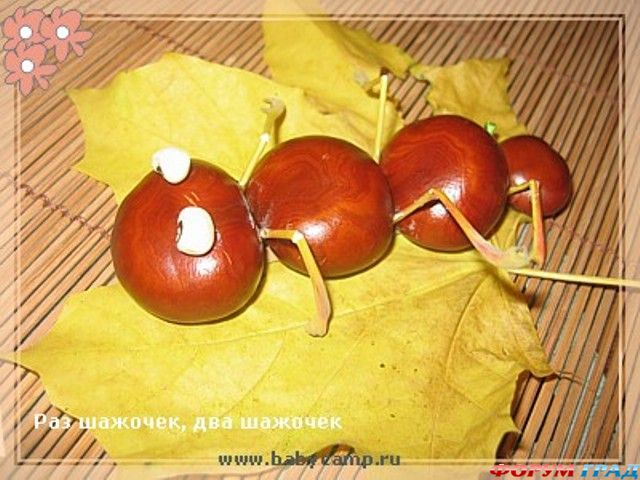 Раз шажочек, два шажочек
www.babycamp.ru
ФОРУМ ГРАД